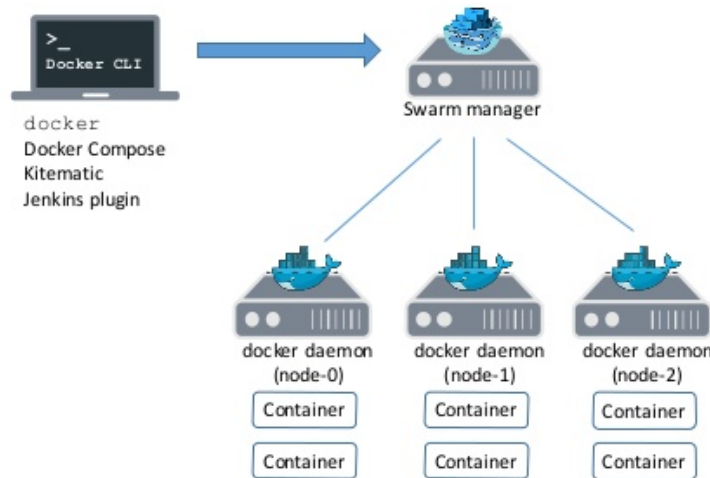 >_
Docker CLI
docker
Docker Compose
Kitematic
Jenkins plugin
Swarm manager
docker daemon
(node-0)
Container
Container
docker daemon
(node-1)
Container
Container
docker daemon
(node-2)
Container
Container